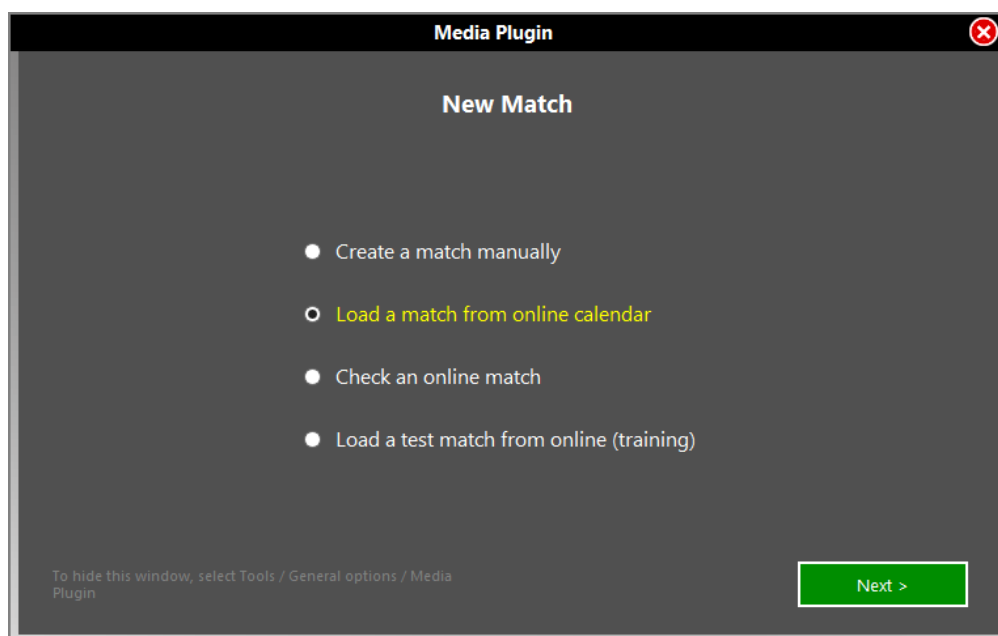 Media Plugin
New Match
Create a match manually
Load a match from online calendar
Check an online match
Load a test match from online (training)
To hide this window, select Tools / General options / Media
Plugin
Next >